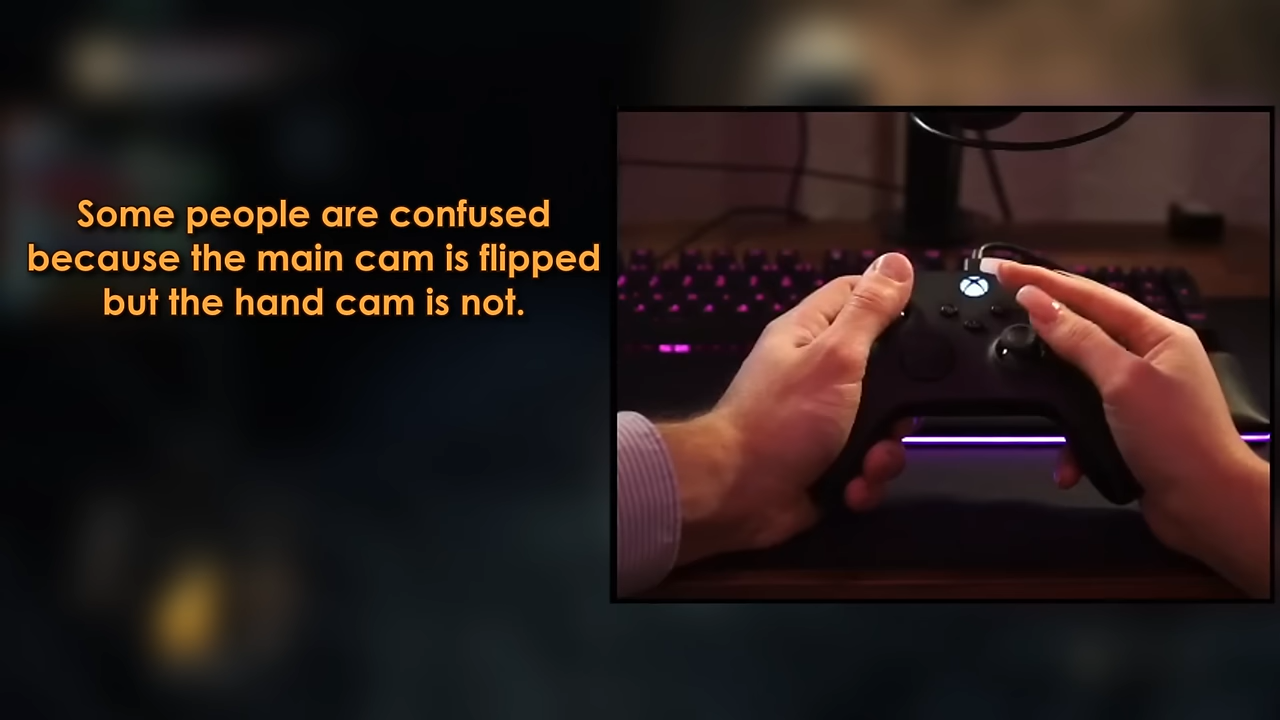 Some people are confused
because the main cam is flipped
but the hand cam is not.